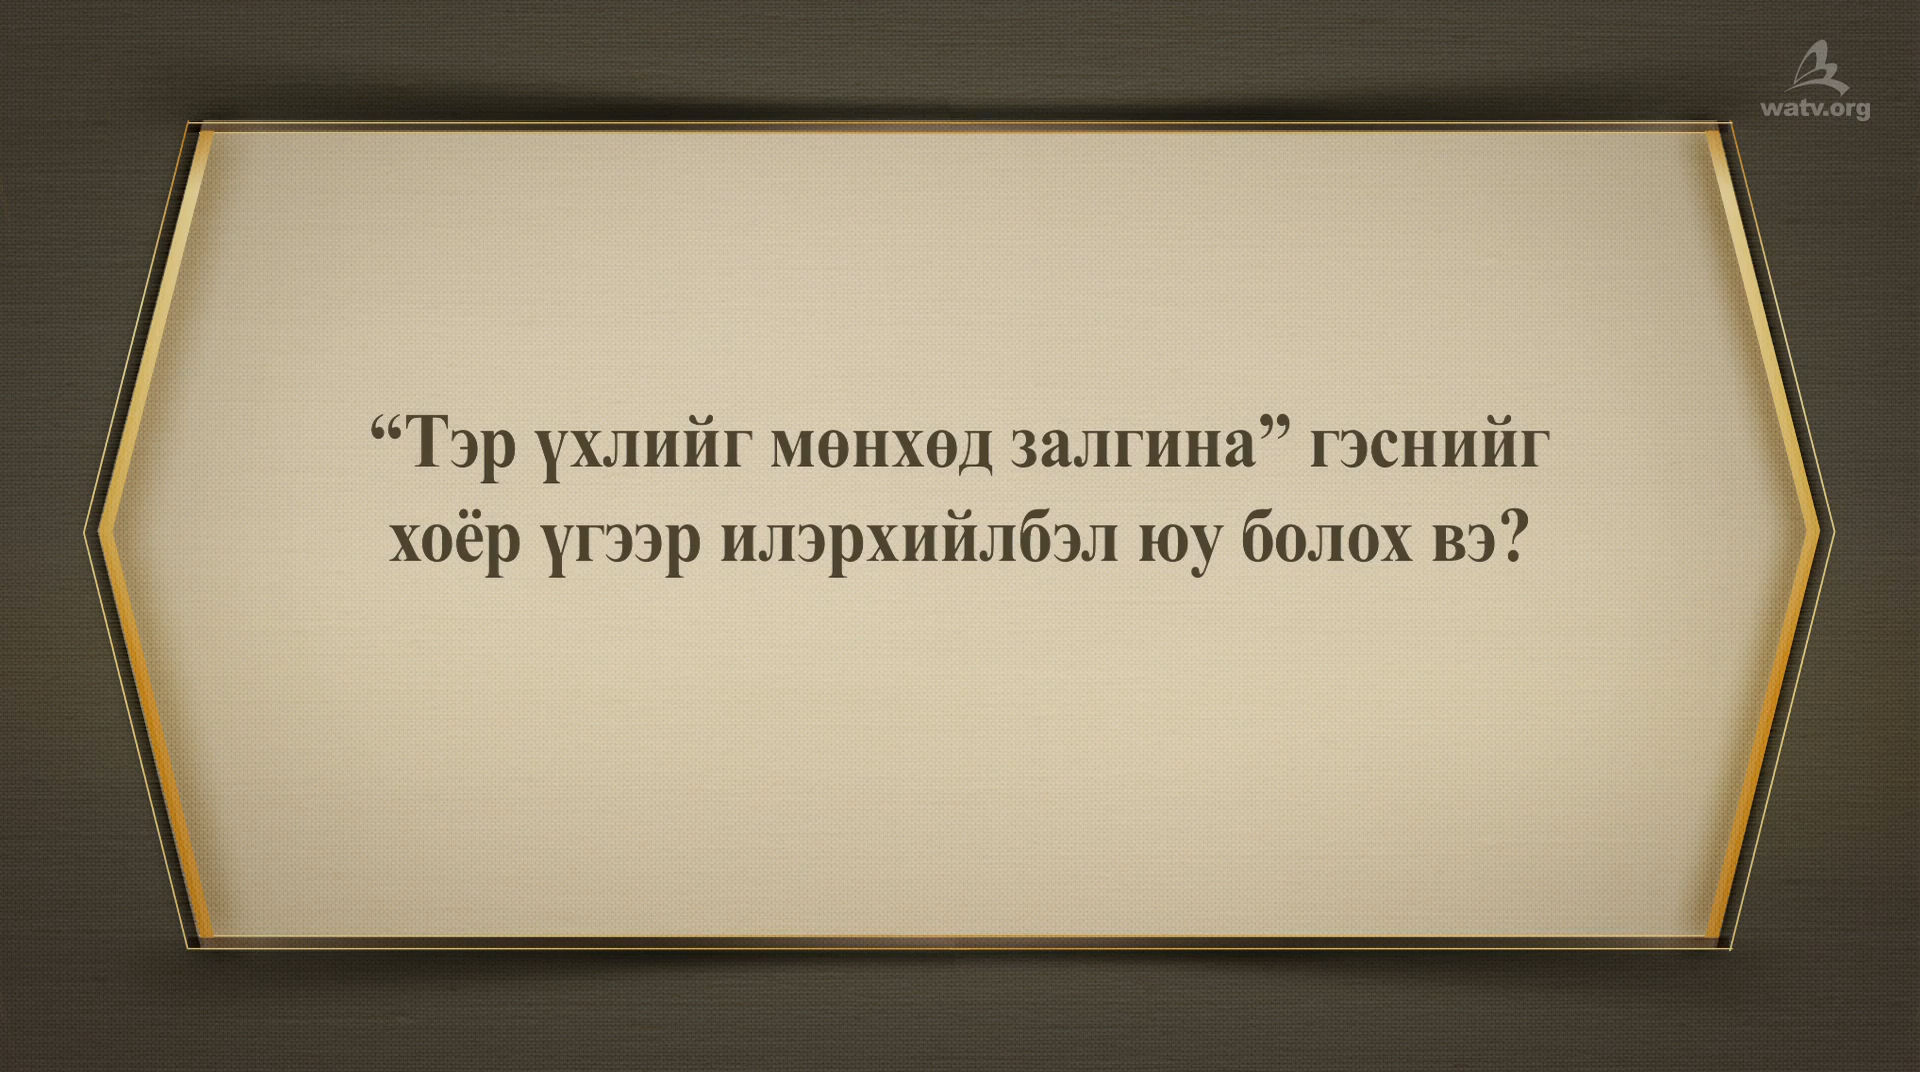 watv.org
“Тэр үхлийг мөнхөд залгина” гэснийг
хоёр үгээр илэрхийлбэл юу болох вэ?